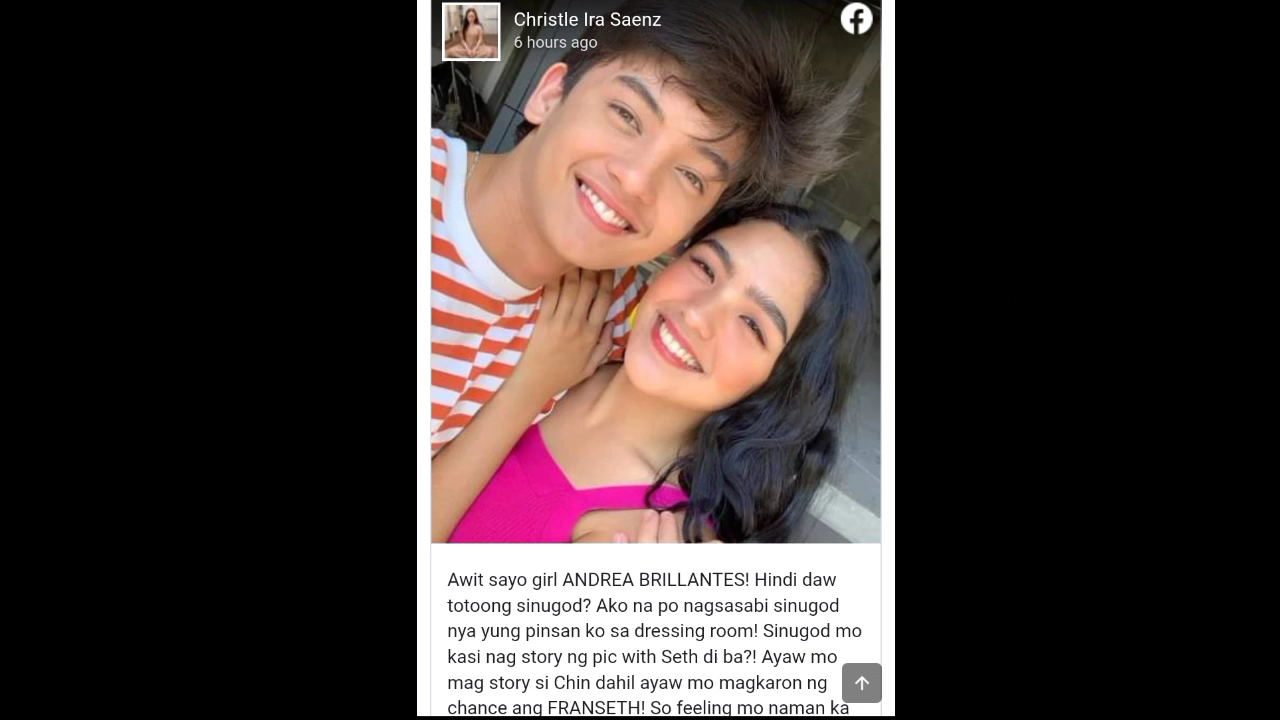 Christle Ira Saenz
6 hours ago
Awit sayo girl ANDREA BRILLANTES! Hindi daw
totoong sinugod? Ako na po nagsasabi sinugod
nya yung pinsan ko sa dressing room! Sinugod mo
kasi nag story ng pic with Seth di ba?! Ayaw mo
mag story si Chin dahil ayaw mo magkaron ng
chance ang FRANSETH! So feeling mo naman ka